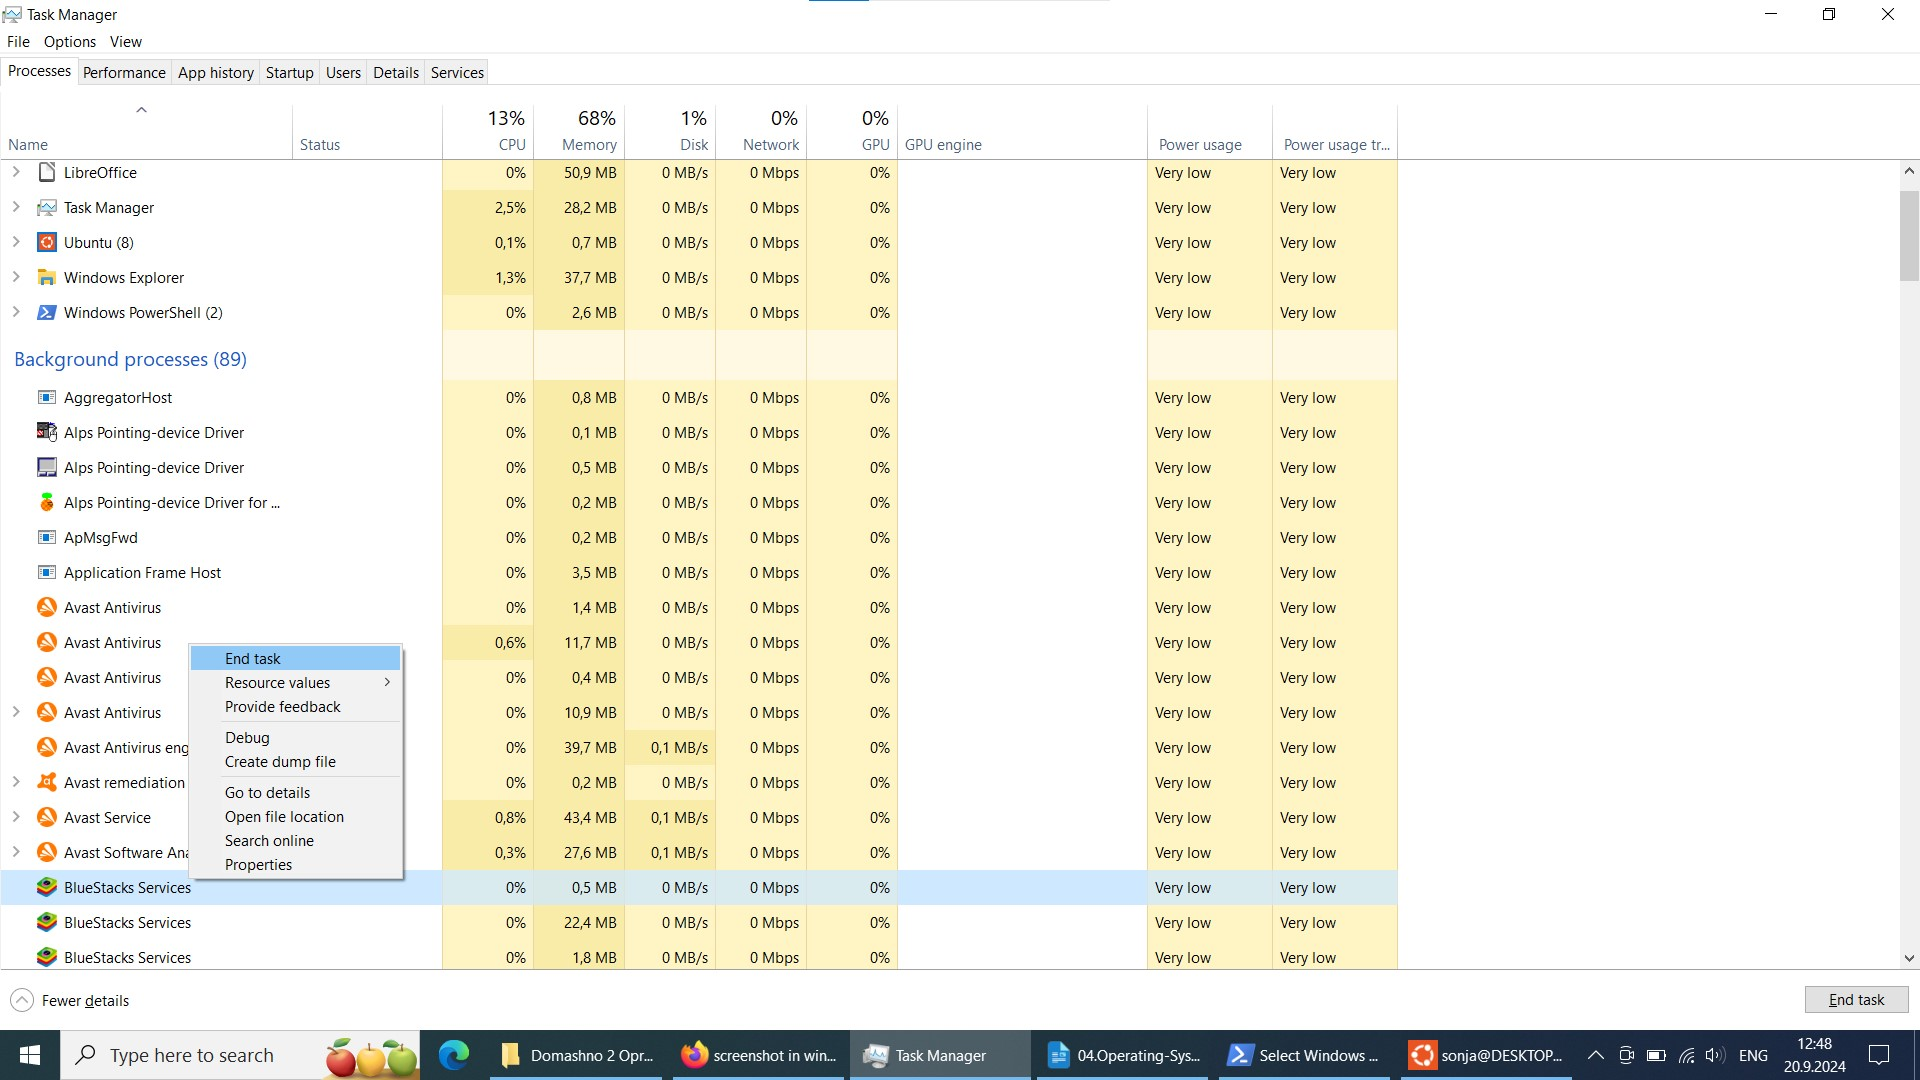 Task Manager
File Options View
Processes Performance App history Startup Users Details Services
13% 68% 1% 0% 0%
Name Status CPU Memory Disk Network GPU GPU engine Power usage Power usage tr...
LibreOffice 0% 50,9 MB 0 MB/s 0 Mbps 0% Very low Very low
Task Manager 2,5% 28,2 MB 0 MB/s 0 Mbps 0% Very low Very low
Ubuntu (8) 0,1% 0,7 MB 0 MB/s 0 Mbps 0% Very low Very low
Windows Explorer 1,3% 37,7 MB 0 MB/s 0 Mbps 0% Very low Very low
Windows PowerShell (2) 0% 2,6 MB 0 MB/s 0 Mbps 0% Very low Very low
Background processes (89)
AggregatorHost 0% 0,8 MB 0 MB/s 0 Mbps 0% Very low Very low
Alps Pointing-device Driver 0% 0,1 MB 0 MB/s 0 Mbps 0% Very low Very low
Alps Pointing-device Driver 0% 0,5 MB 0 MB/s 0 Mbps 0% Very low Very low
Alps Pointing-device Driver for ... 0% 0,2 MB 0 MB/s 0 Mbps 0% Very low Very low
ApMsgFwd 0% 0,2 MB 0 MB/s 0 Mbps 0% Very low Very low
Application Frame Host 0% 3,5 MB 0 MB/s 0 Mbps 0% Very low Very low
Avast Antivirus 0% 1,4 MB 0 MB/s 0 Mbps 0% Very low Very low
Avast Antivirus 0,6% 11,7 MB 0 MB/s 0 Mbps 0% Very low Very low
Avast Antivirus 0% 0,4 MB 0 MB/s 0 Mbps 0% Very low Very low
Avast Antivirus 0% 10,9 MB 0 MB/s 0 Mbps 0% Very low Very low
Avast Antivirus eng 0% 39,7 MB 0,1 MB/s 0 Mbps 0% Very low Very low
Avast remediation 0% 0,2 MB 0 MB/s 0 Mbps 0% Very low Very low
Avast Service 0,8% 43,4 MB 0,1 MB/s 0 Mbps 0% Very low Very low
Avast Software Ana 0,3% 27,6 MB 0,1 MB/s 0 Mbps 0% Very low Very low
BlueStacks Services 0% 0,5 MB 0 MB/s 0 Mbps 0% Very low Very low
BlueStacks Services 0% 22,4 MB 0 MB/s 0 Mbps 0% Very low Very low
BlueStacks Services 0% 1,8 MB 0 MB/s 0 Mbps 0% Very low Very low
End task
Resource values
Provide feedback
Debug
Create dump file
Go to details
Open file location
Search online
Properties
Fewer details End task
Type here to search Domashno 2 Opr... screenshot in win... Task Manager 04.Operating-Sys... Select Windows ... sonja@DESKTOP... ENG 12:48
20.9.2024